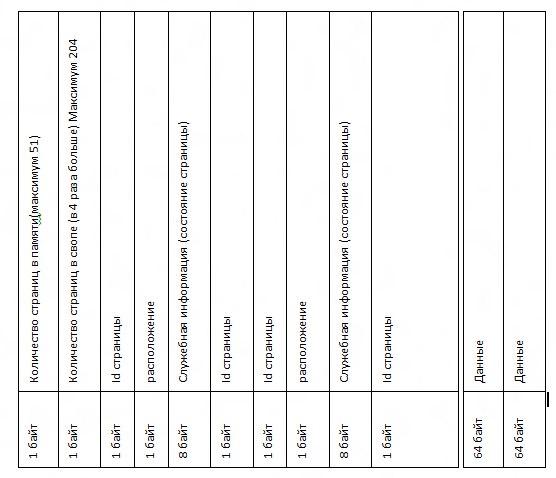 Количество страниц в памяти(максимум 51)
1 байт
Количество страниц в свопе (в 4 раза больше) Максимум 204
1 байт
Id страницы
1 байт
расположение
1 байт
Служебная информация (состояние страницы)
8 байт
Id страницы
1 байт
Id страницы
1 байт
расположение
1 байт
Служебная информация (состояние страницы)
8 байт
Id страницы
1 байт
Данные
64 байт
Данные
64 байт